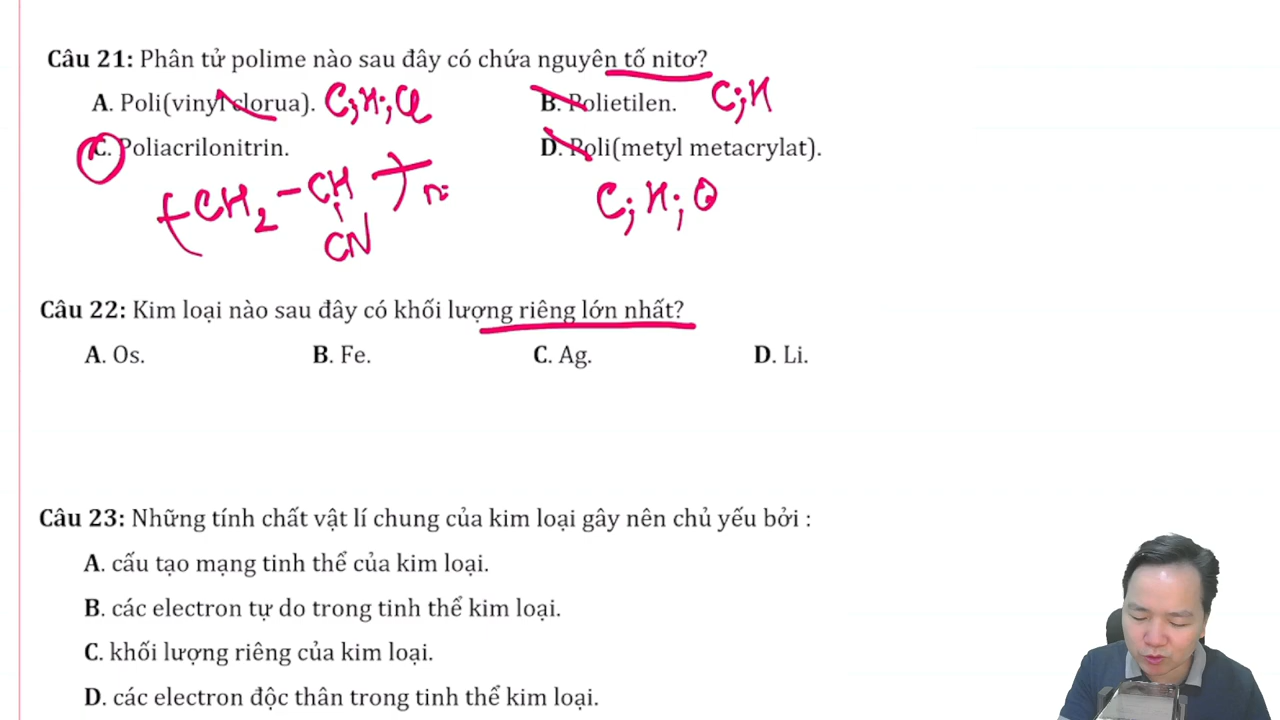 Câu 21: Phân tử polime nào sau đây có chứa nguyên tố nitơ?
A. Poli(vinyl clorua). C; H; Cl B. Polietilen. C; H
C. Poliacrilonitrin. D. Poli(metyl metacrylat).
(CH2 – CH)n C; H; O
CN
Câu 22: Kim loại nào sau đây có khối lượng riêng lớn nhất?
A. Os. B. Fe. C. Ag. D. Li.
Câu 23: Những tính chất vật lí chung của kim loại gây nên chủ yếu bởi :
A. cấu tạo mạng tinh thể của kim loại.
B. các electron tự do trong tinh thể kim loại.
C. khối lượng riêng của kim loại.
D. các electron độc thân trong tinh thể kim loại.